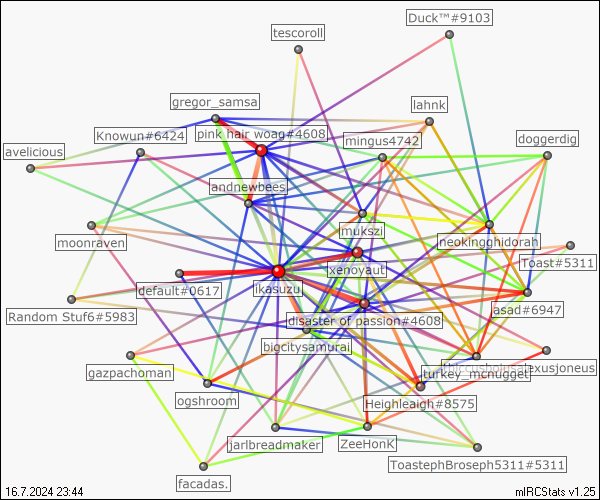 Duck™#9103
tescoroll
gregor_samsa
lahnk
Knowun#6424
pink hair woag#4608
mingus4742
doggerdig
avelicious
andnewbees
mukszi
moonraven
neokingghidorah
xenoyaut
Toast#5311
default#0617
ikasuzu
Random Stuf6#5983
disaster of passion#4608
asad#6947
bigcitysamurai
gazpachoman
turkey_mcnugget
ogshroom
Heighleaigh#8575
jarlbreadmaker
ZeeHonK
ToastephBroseph5311#5311
facadas.
16.7.2024 23:44
mIRCStats v1.25